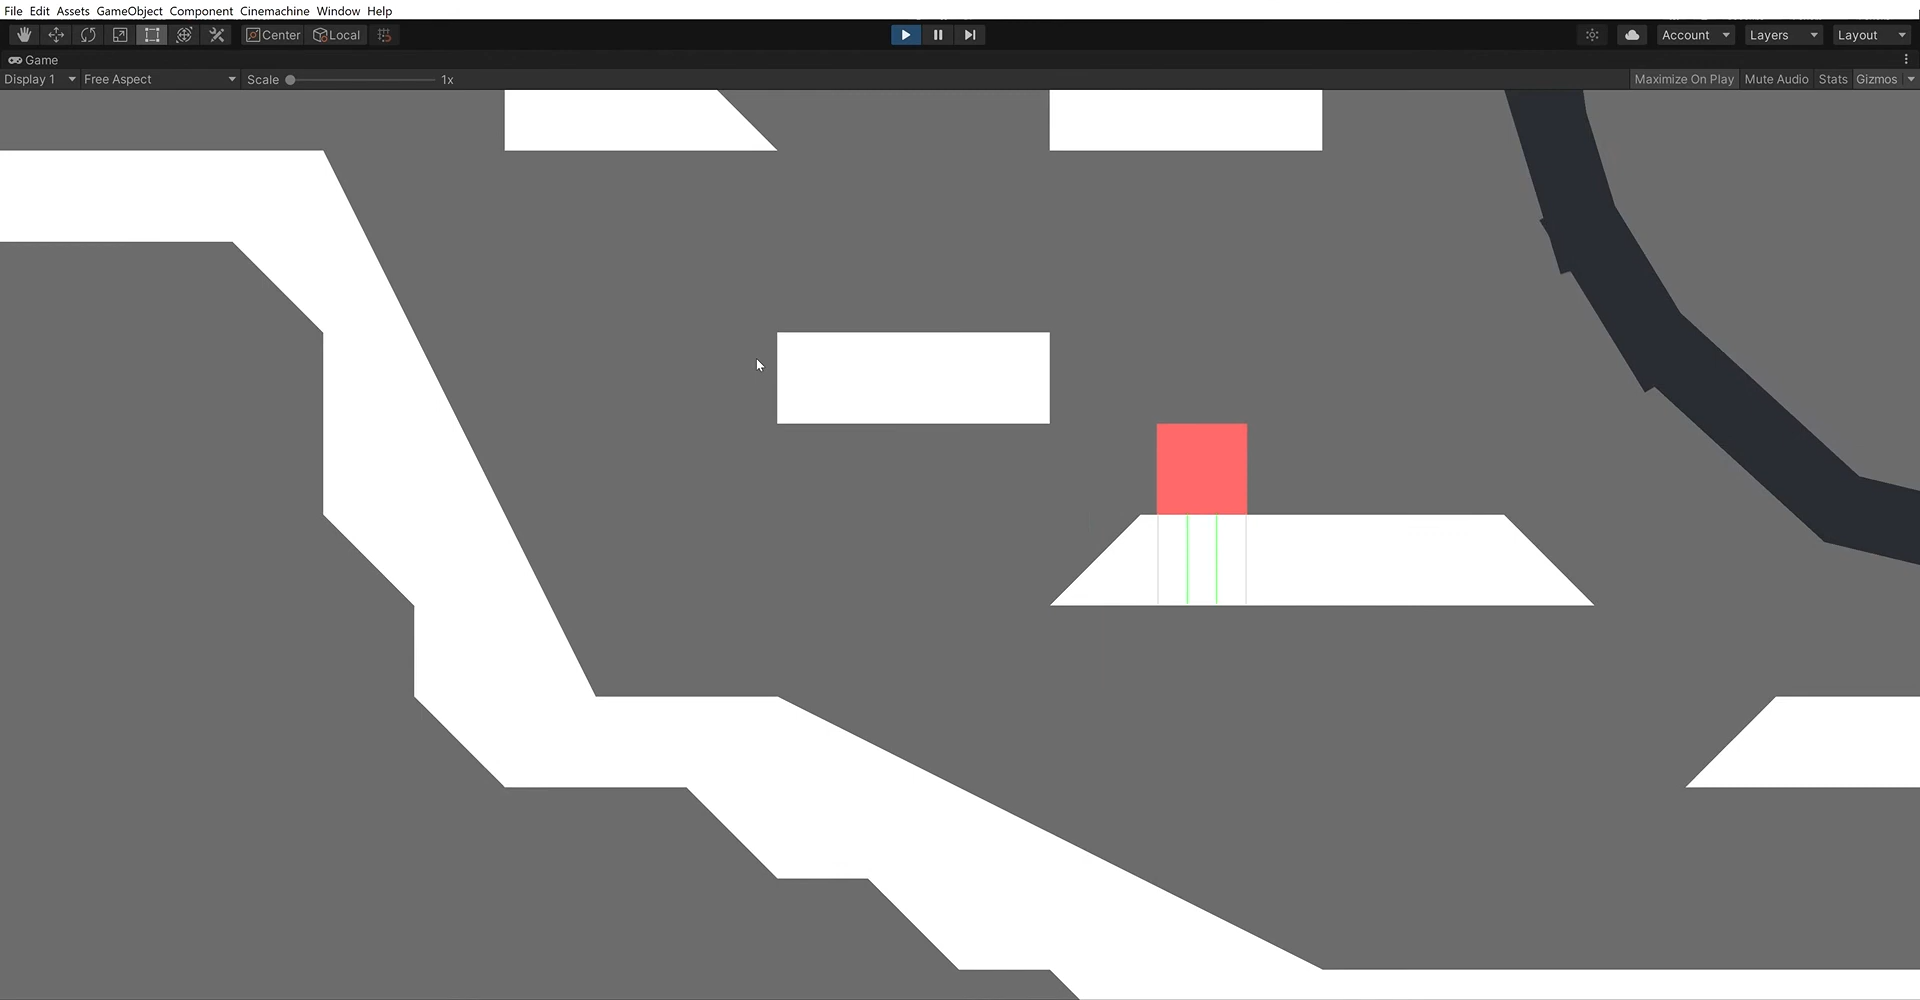 File Edit Assets GameObject Component Cinemachine Window Help
Center Local Account Layers Layout
Game
Display 1 Free Aspect Scale 1x Maximize On Play Mute Audio Stats Gizmos